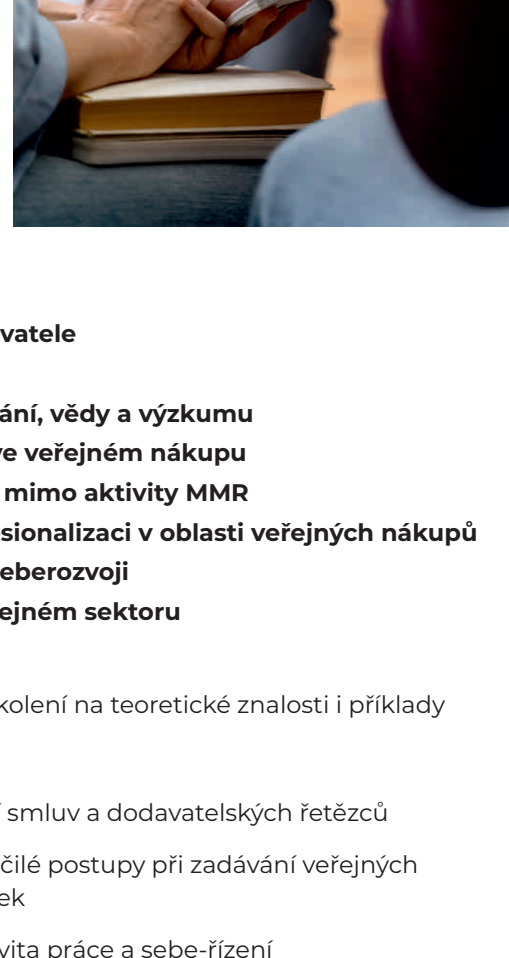 vatele
ání, vědy a výzkumu
ve veřejném nákupu
mimo aktivity MMR
sionalizaci v oblasti veřejných nákupů
eberozvoji
ejném sektoru
kolení na teoretické znalosti i příklady
smluv a dodavatelských řetězců
čilé postupy při zadávání veřejných
ek
vita práce a sebe-řízení